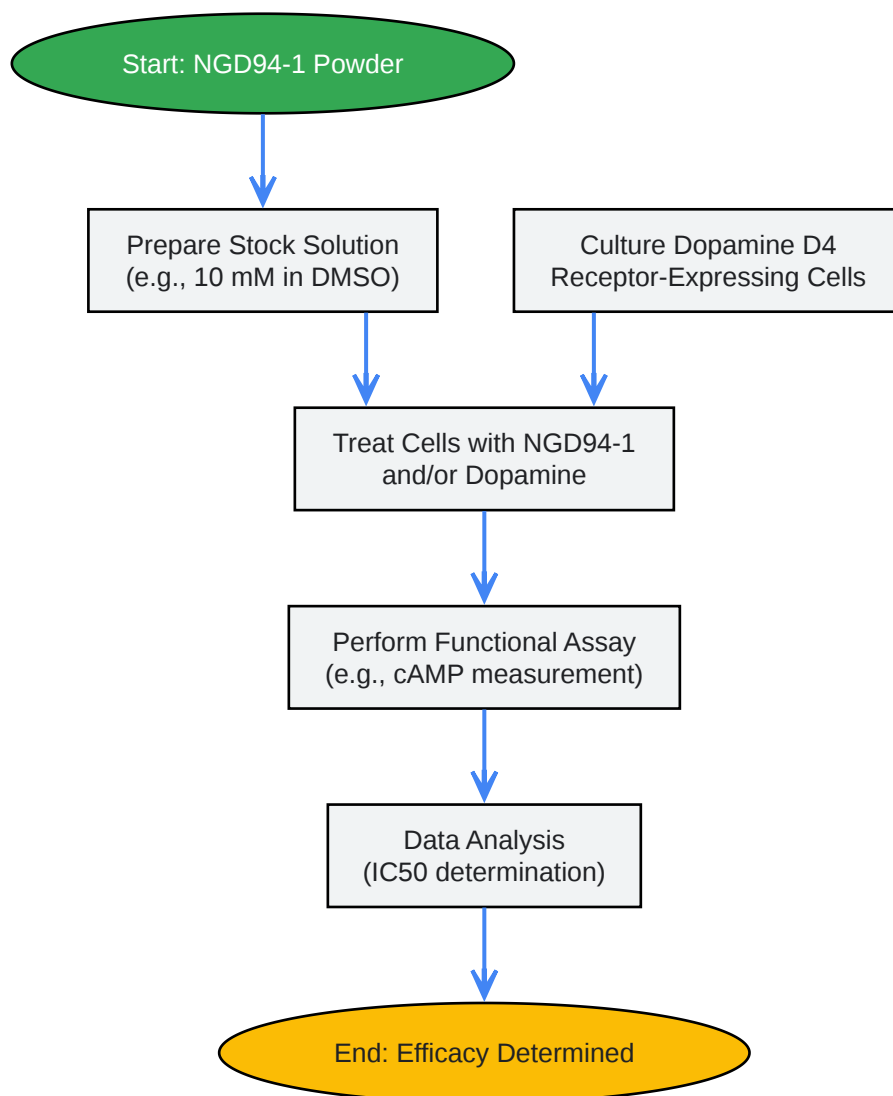 Start: NGD94-1 Powder
Prepare Stock Solution
(e.g., 10 mM in DMSO)
Culture Dopamine D4
Receptor-Expressing Cells
Treat Cells with NGD94-1
and/or Dopamine
Perform Functional Assay
(e.g., cAMP measurement)
Data Analysis
(IC50 determination)
End: Efficacy Determined